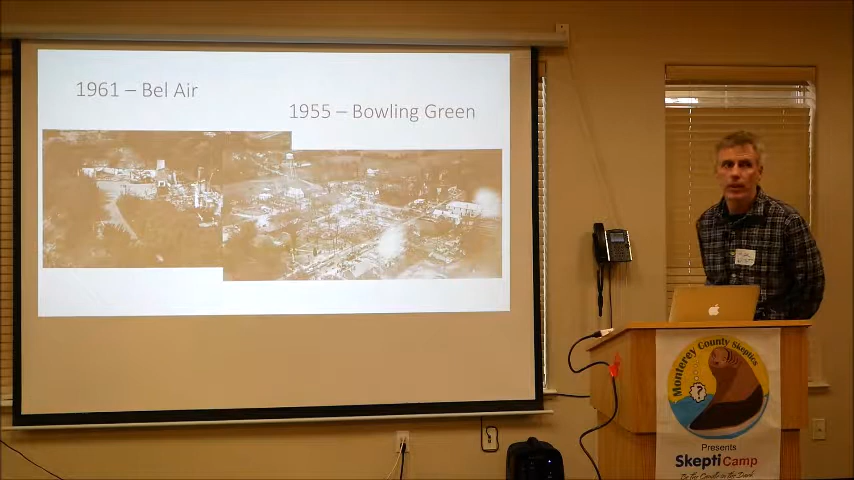 1961 – Bel Air
1955 – Bowling Green
Monterey County Skeptics
?
Presents
SkeptiCamp